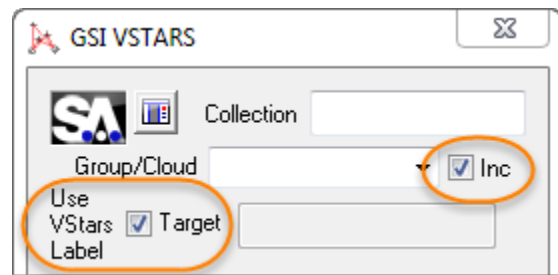 GSI VSTARS
SA Collection
Group/Cloud Inc
Use
VStars Target
Label